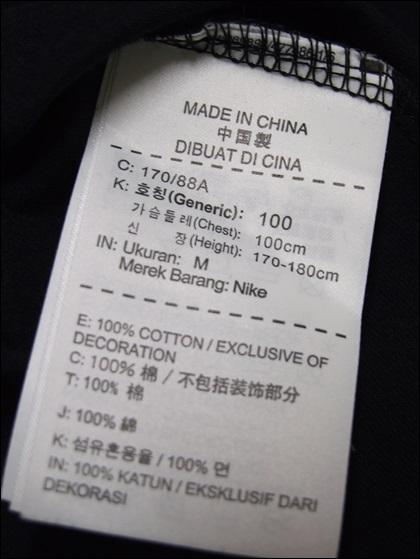 MADE IN CHINA
中国製
DIBUAT DI CINA
C: 170/88A
K: 호칭(Generic): 100
가슴둘레(Chest): 100cm
신 장(Height): 170-180cm
IN: Ukuran: M
Merek Barang: Nike
E: 100% COTTON / EXCLUSIVE OF
DECORATION
C: 100% 棉 / 不包括装饰部分
T: 100% 棉
J: 100% 綿
K: 섬유혼용율 / 100% 면
IN: 100% KATUN / EKSKLUSIF DARI
DEKORASI